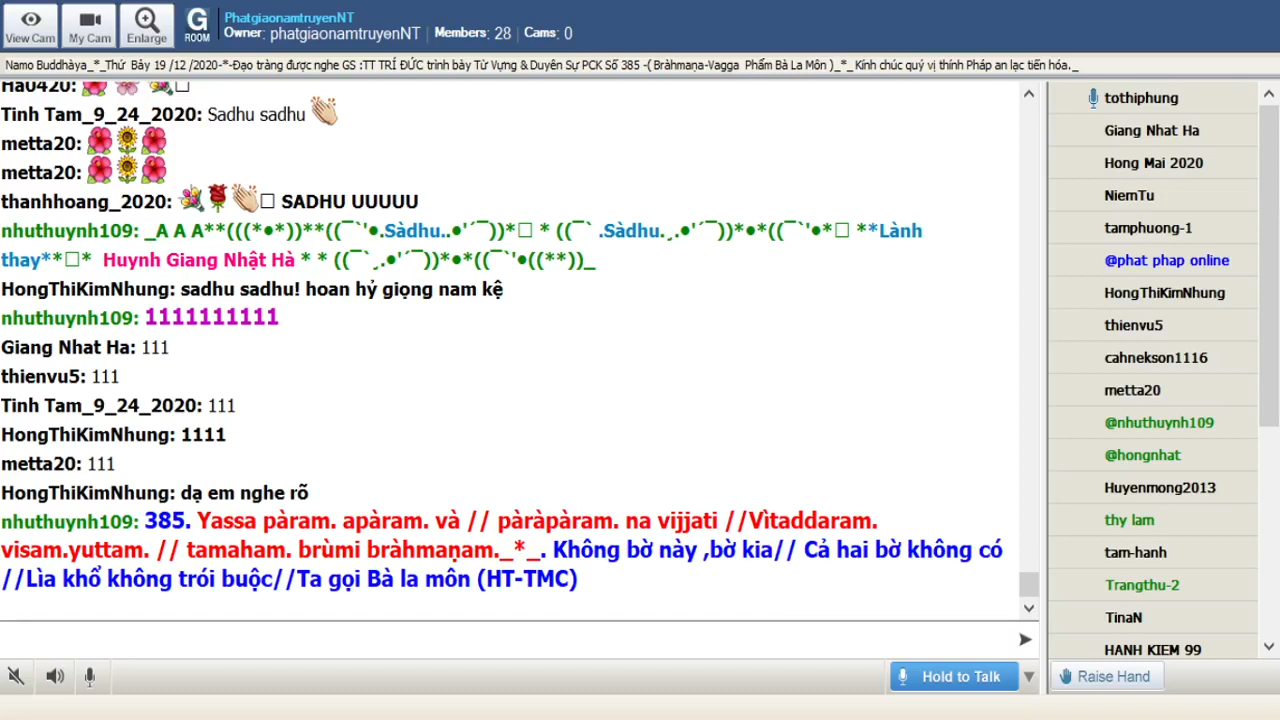 PhatgiaonamtruyenNT
View Cam My Cam Enlarge G ROOM Owner: phatgiaonamtruyenNT | Members: 28 | Cams: 0
Namo Buddhàya_*_Thứ Bảy 19 /12 /2020-*-Đạo tràng được nghe GS :TT TRÍ ĐỨC trình bày Từ Vựng & Duyên Sự PCK Số 385 -( Bràhmaṇa-Vagga Phẩm Bà La Môn )_*_ Kính chúc quý vị thính Pháp an lạc tiến hóa._
Ha0420:
Tinh Tam_9_24_2020: Sadhu sadhu
metta20:
metta20:
thanhhoang_2020: SADHU UUUUU
nhuthuynh109: _A A A**(((*●*))**((¯`'●.Sàdhu..●'´¯))*□ * ((¯` .Sàdhu.¸.●'´¯))*●*((¯`'●*□ **Lành
thay**□* Huynh Giang Nhật Hà * * ((¯`¸.●'´¯))*●*((¯`'●((**))_
HongThiKimNhung: sadhu sadhu! hoan hỷ giọng nam kệ
nhuthuynh109: 1111111111
Giang Nhat Ha: 111
thienvu5: 111
Tinh Tam_9_24_2020: 111
HongThiKimNhung: 1111
metta20: 111
HongThiKimNhung: dạ em nghe rõ
nhuthuynh109: 385. Yassa pàram. apàram. và // pàràpàram. na vijjati //Vìtaddaram.
visam.yuttam. // tamaham. brùmi bràhmaṇam._*_. Không bờ này ,bờ kia// Cả hai bờ không có
//Lìa khổ không trói buộc//Ta gọi Bà la môn (HT-TMC)
Hold to Talk
tothiphung
Giang Nhat Ha
Hong Mai 2020
NiemTu
tamphuong-1
@phat phap online
HongThiKimNhung
thienvu5
cahnekson1116
metta20
@nhuthuynh109
@hongnhat
Huyenmong2013
thy lam
tam-hanh
Trangthu-2
TinaN
HANH KIEM 99
Raise Hand